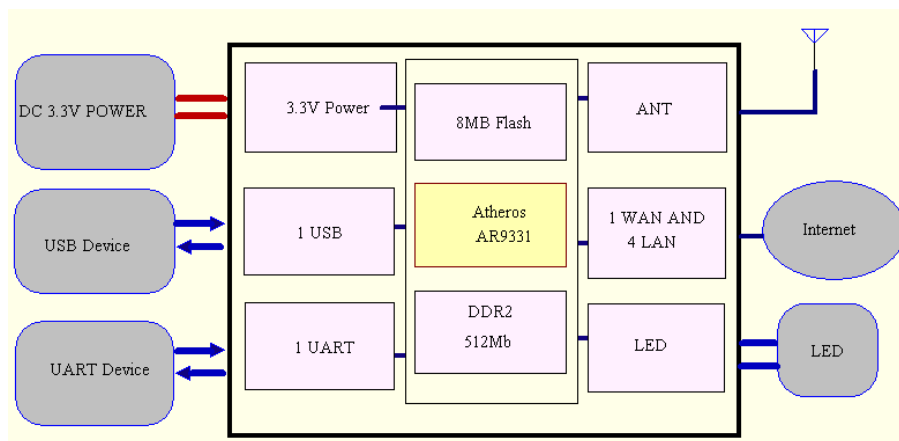 DC 3.3V POWER
3.3V Power
8MB Flash
ANT
USB Device
1 USB
Atheros
AR9331
1 WAN AND
4 LAN
Internet
UART Device
1 UART
DDR2
512Mb
LED
LED